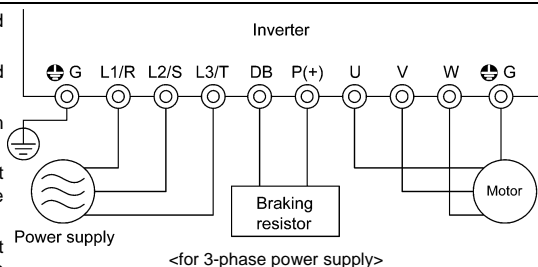 d
Inverter
d
G L1/R L2/S L3/T DB P(+) U V W G
n
t
e
Braking
resistor
Motor
Power supply
t
<for 3-phase power supply>